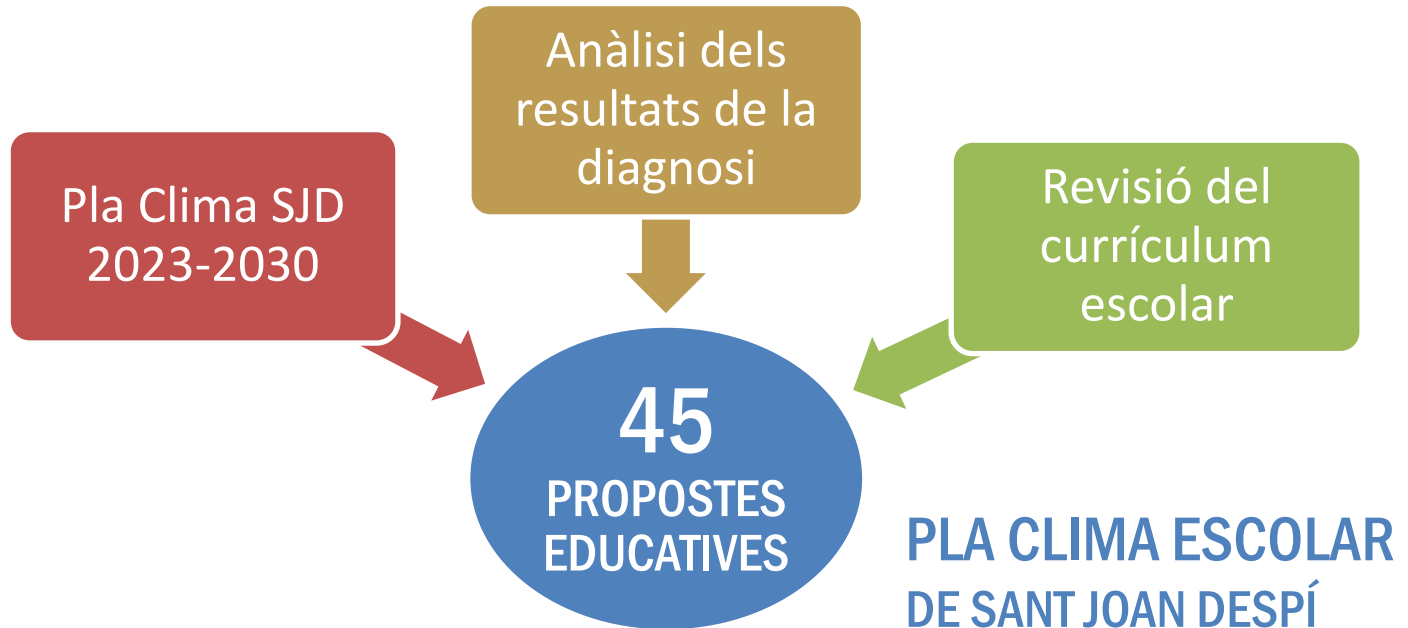 Anàlisi dels
resultats de la
diagnosi
Pla Clima SJD
2023-2030
Revisió del
currículum
escolar
45
PROPOSTES
EDUCATIVES
PLA CLIMA ESCOLAR
DE SANT JOAN DESPÍ